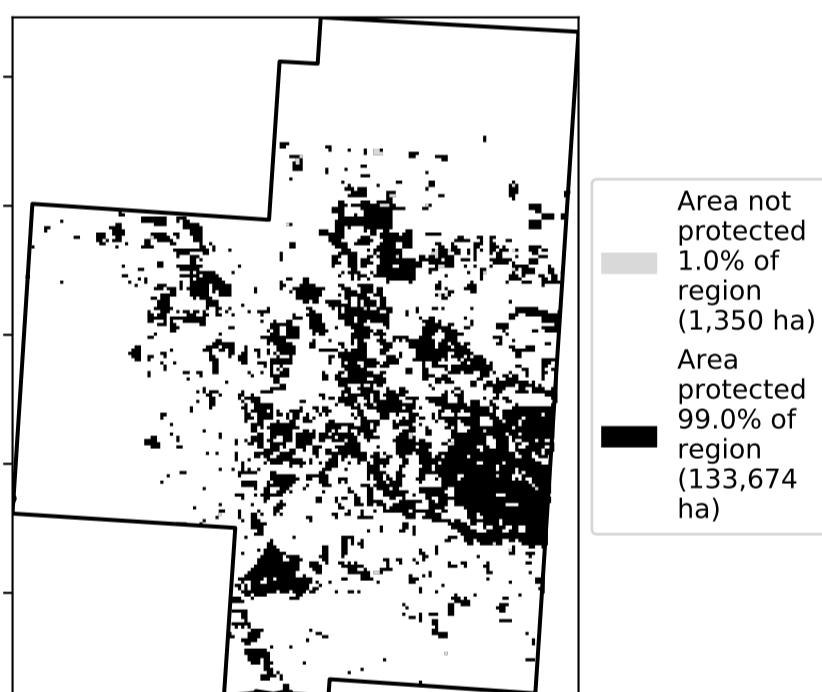 Area not
protected
1.0% of
region
(1,350 ha)
Area
protected
99.0% of
region
(133,674
ha)